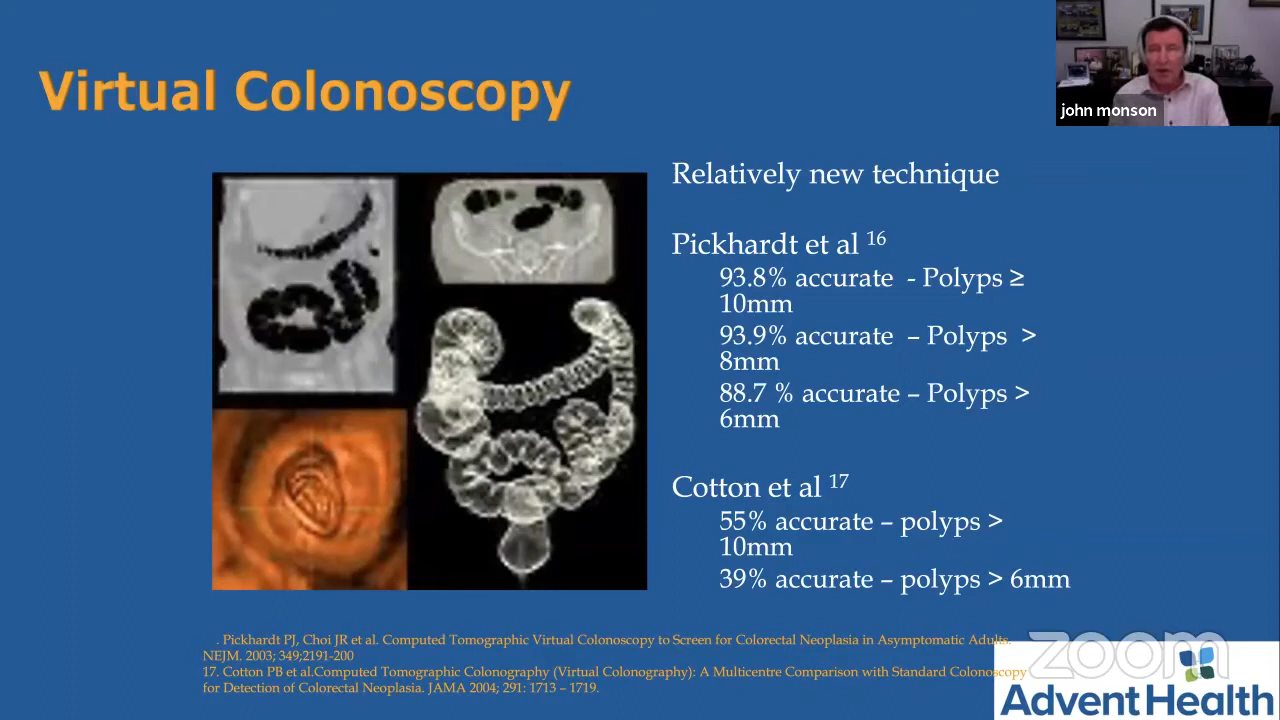 Virtual Colonoscopy
john monson
Relatively new technique
Pickhardt et al 16
93.8% accurate - Polyps ≥
10mm
93.9% accurate – Polyps >
8mm
88.7 % accurate – Polyps >
6mm
Cotton et al 17
55% accurate – polyps >
10mm
39% accurate – polyps > 6mm
. Pickhardt PJ, Choi JR et al. Computed Tomographic Virtual Colonoscopy to Screen for Colorectal Neoplasia in Asymptomatic Adults.
NEJM. 2003; 349;2191-200
17. Cotton PB et al.Computed Tomographic Colonography (Virtual Colonography): A Multicentre Comparison with Standard Colonoscopy
for Detection of Colorectal Neoplasia. JAMA 2004; 291: 1713 – 1719.
zoom
AdventHealth